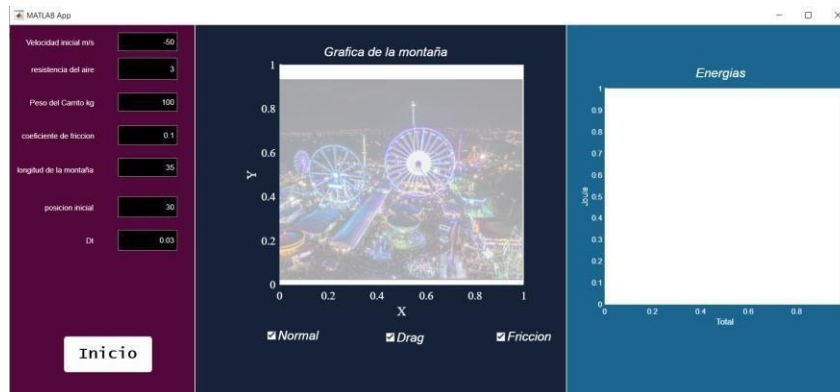 MATLAB App
Velocidad inicial m/s -50
resistencia del aire 3
Peso del Carrito kg 100
coeficiente de friccion 0.1
longitud de la montaña 35
posicion inicial 30
Dt 0.03
Inicio
Grafica de la montaña
1
0.8
0.6
0.4
0.2
0
Y
0 0.2 0.4 0.6 0.8 1
X
Normal Drag Friccion
Energias
1
0.9
0.8
0.7
0.6
0.5
0.4
0.3
0.2
0.1
0
Joule
0 0.2 0.4 0.6 0.8
Total